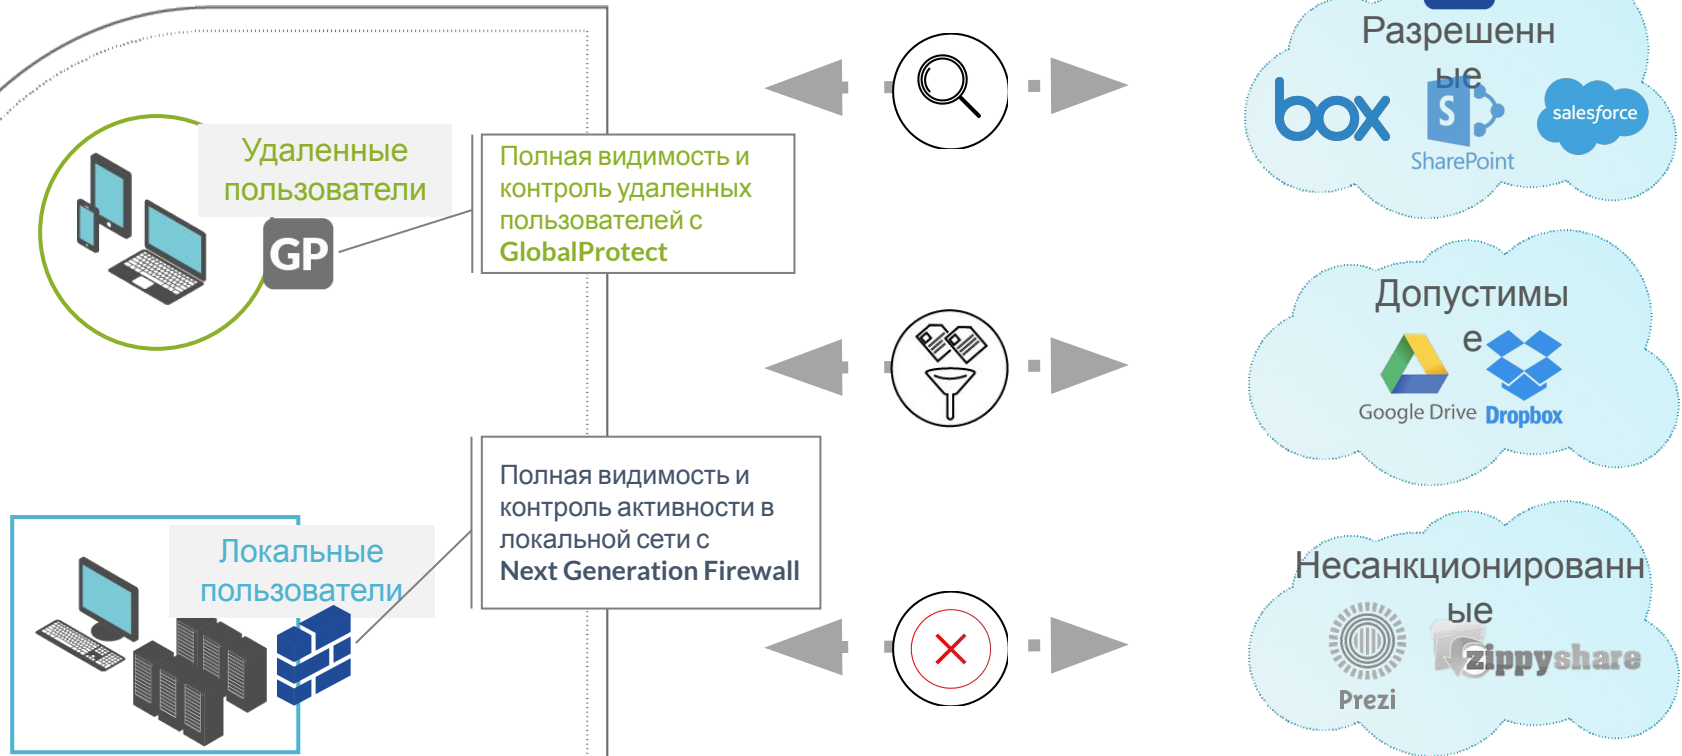 Удаленные
пользователи
GP
Полная видимость и
контроль удаленных
пользователей с
GlobalProtect
Локальные
пользователи
Полная видимость и
контроль активности в
локальной сети с
Next Generation Firewall
Разрешенн
ые
box
S
SharePoint
salesforce
Допустимы
е
Google Drive
Dropbox
Несанкционированн
ые
Prezi
zippyshare